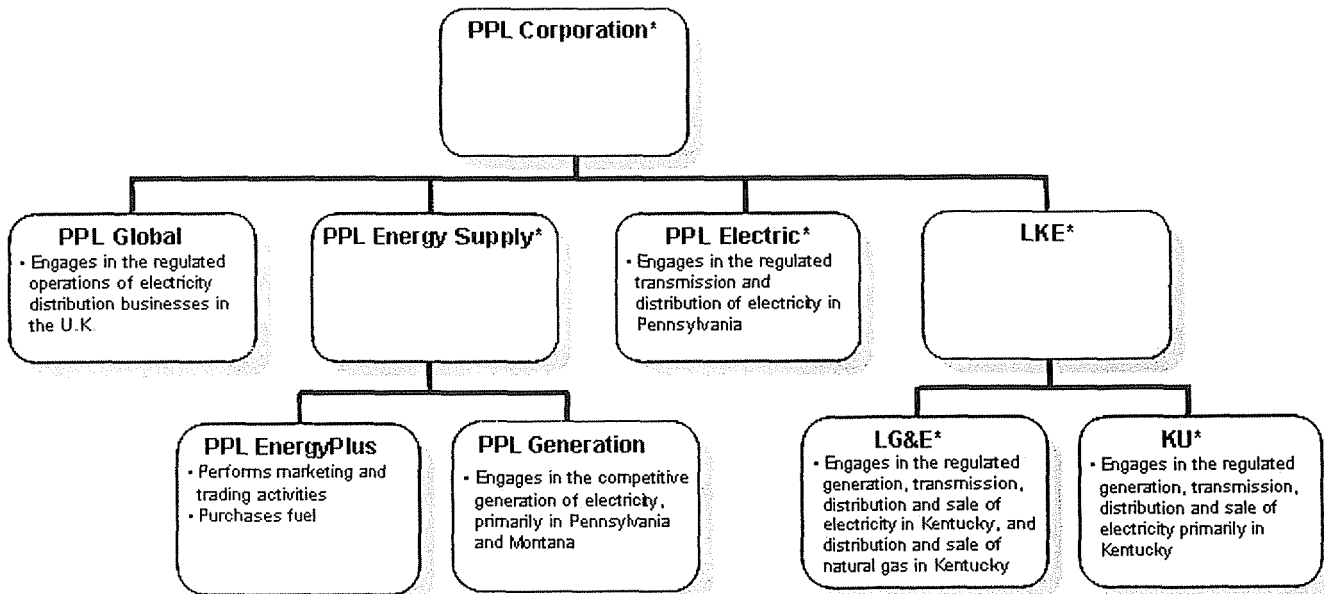 PPL Corporation*
PPL Global
• Engages in the regulated
operations of electricity
distribution businesses in
the U.K.
PPL Energy Supply*
PPL Electric*
• Engages in the regulated
transmission and
distribution of electricity in
Pennsylvania
LKE*
PPL EnergyPlus
• Performs marketing and
trading activities
• Purchases fuel
PPL Generation
• Engages in the competitive
generation of electricity,
primarily in Pennsylvania
and Montana
LG&E*
• Engages in the regulated
generation, transmission,
distribution and sale of
electricity in Kentucky, and
distribution and sale of
natural gas in Kentucky
KU*
• Engages in the regulated
generation, transmission,
distribution and sale of
electricity primarily in
Kentucky